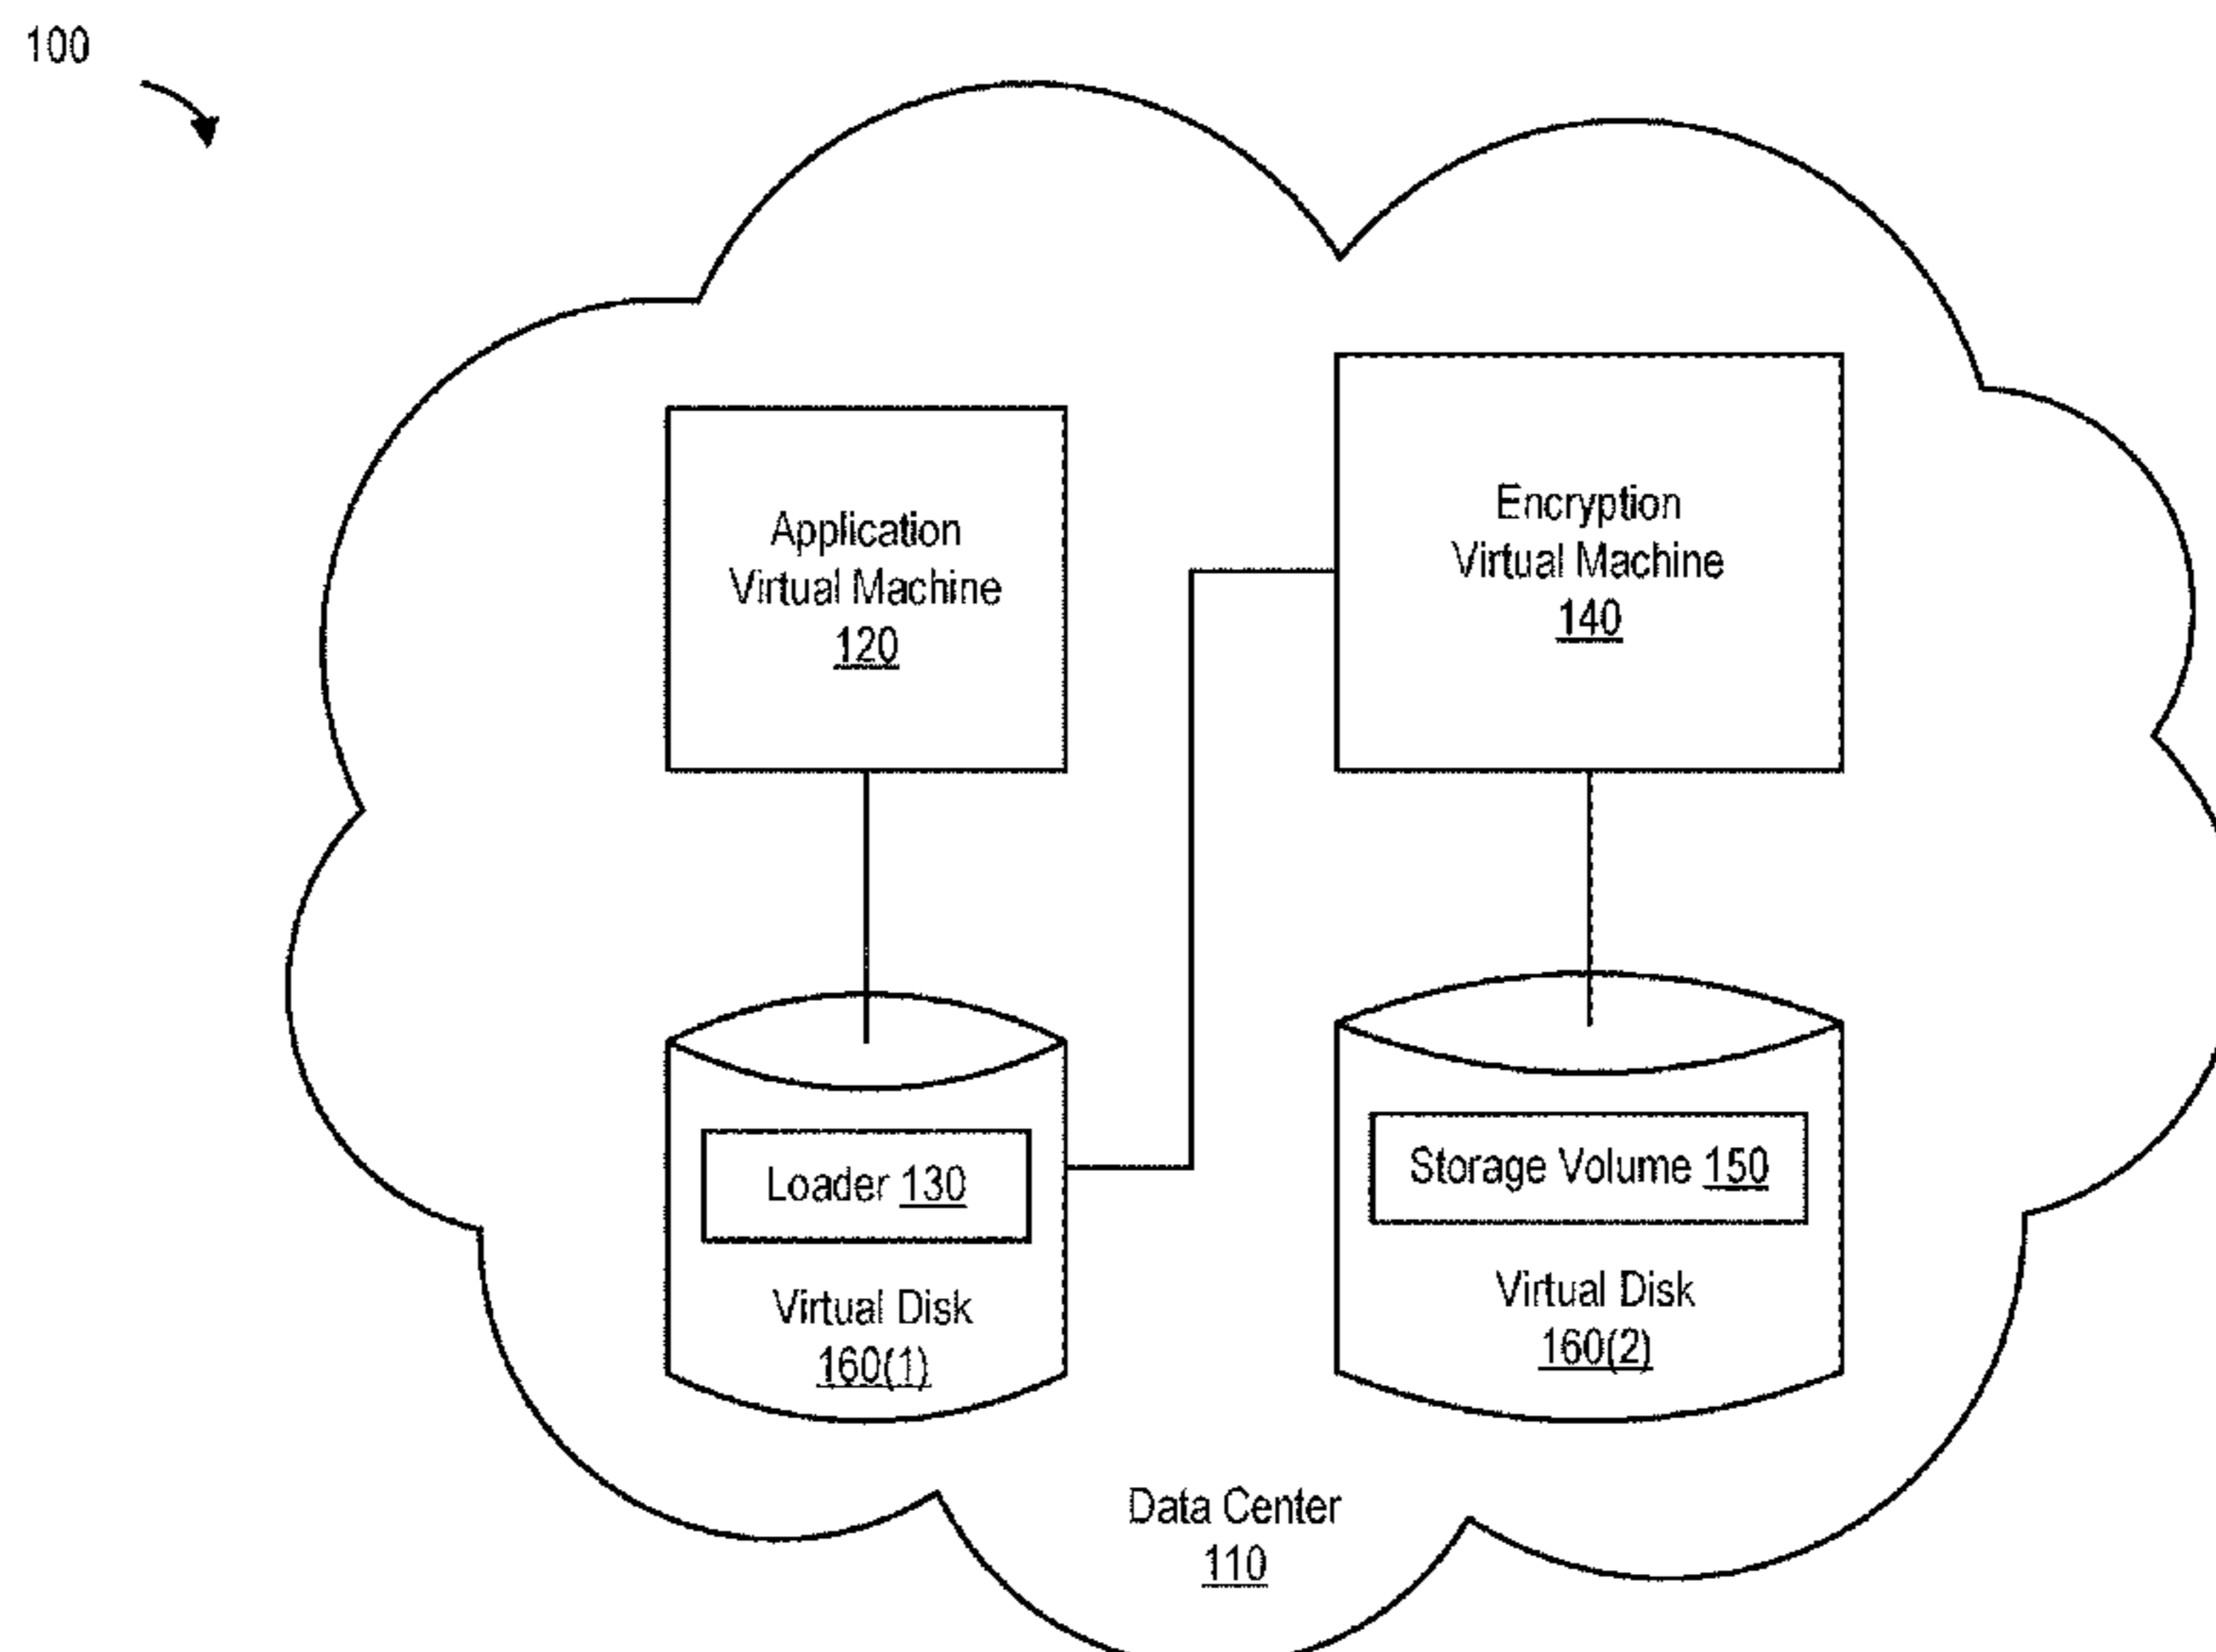 100
Application
Virtual Machine
120
Encryption
Virtual Machine
140
Loader 130
Virtual Disk
160(1)
Storage Volume 150
Virtual Disk
160(2)
Data Center
110